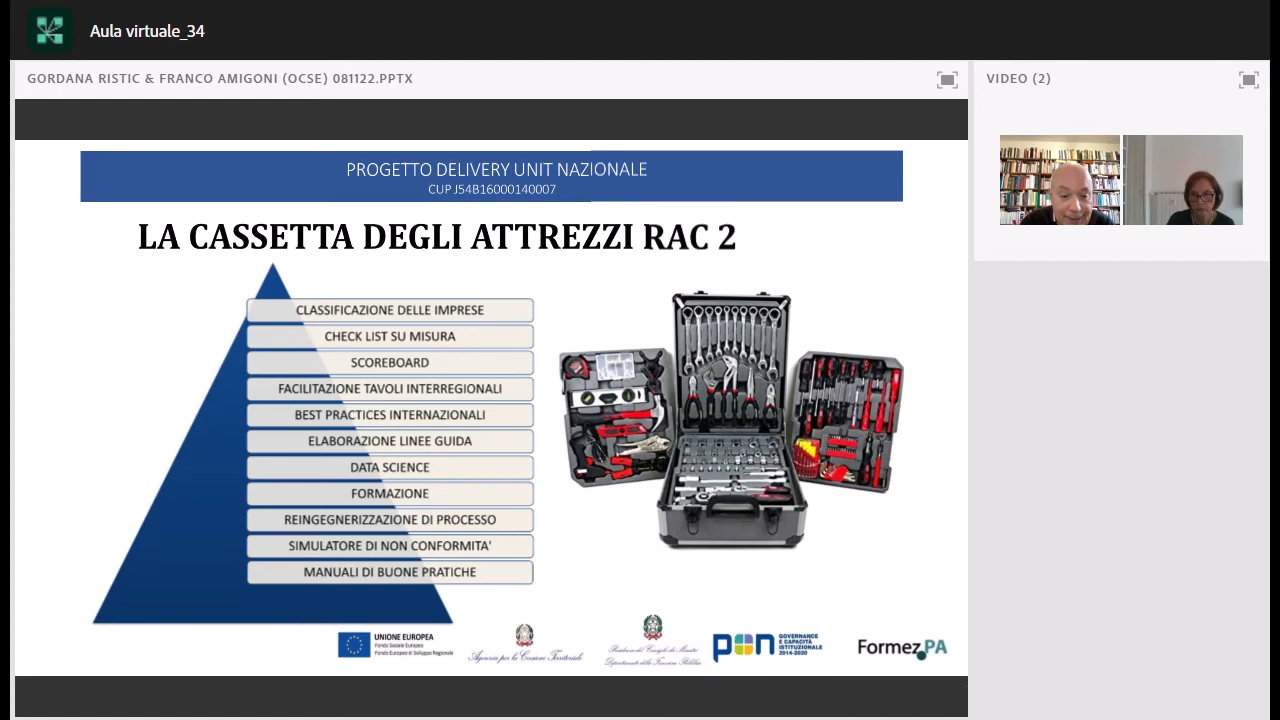 Aula virtuale_34
GORDANA RISTIC & FRANCO AMIGONI (OCSE) 081122.PPTX
VIDEO (2)
PROGETTO DELIVERY UNIT NAZIONALE
CUP J54B16000140007
LA CASSETTA DEGLI ATTREZZI RAC 2
CLASSIFICAZIONE DELLE IMPRESE
CHECK LIST SU MISURA
SCOREBOARD
FACILITAZIONE TAVOLI INTERREGIONALI
BEST PRACTICES INTERNAZIONALI
ELABORAZIONE LINEE GUIDA
DATA SCIENCE
FORMAZIONE
REINGEGNERIZZAZIONE DI PROCESSO
SIMULATORE DI NON CONFORMITA'
MANUALI DI BUONE PRATICHE
UNIONE EUROPEA
Fondo Sociale Europeo
Fondo Europeo di Sviluppo Regionale
Agenzia per la Coesione Territoriale
Presidenza del Consiglio dei Ministri
Dipartimento della Funzione Pubblica
pon
GOVERNANCE
E CAPACITÀ
ISTITUZIONALE
2014-2020
Formez PA